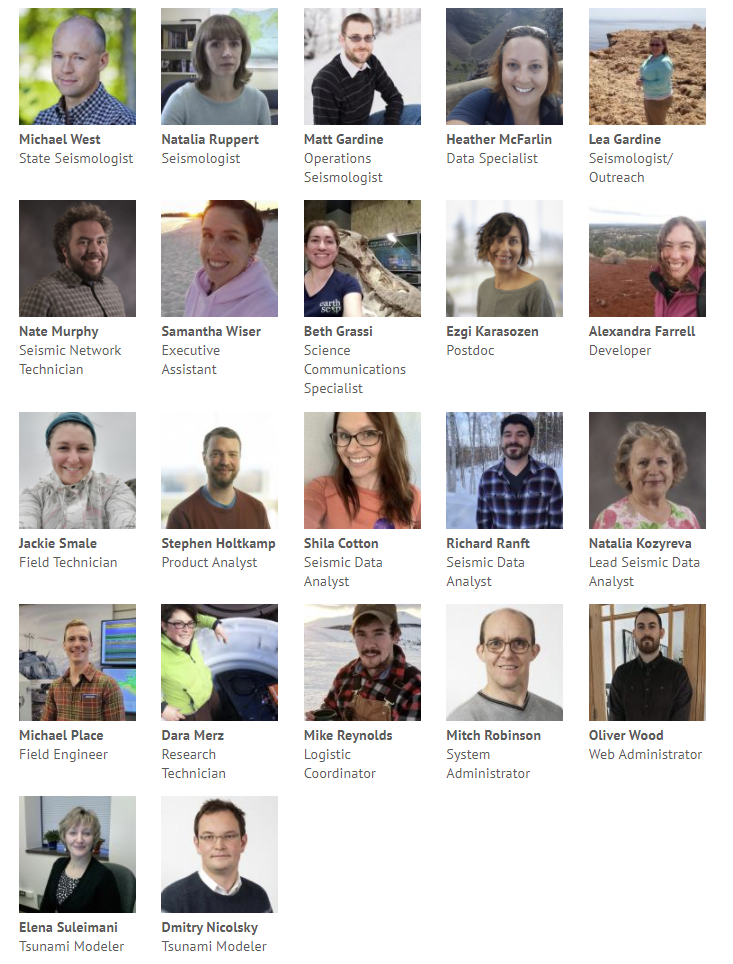 Michael West
State Seismologist
Natalia Ruppert
Seismologist
Matt Gardine
Operations
Seismologist
Heather McFarlin
Data Specialist
Lea Gardine
Seismologist/
Outreach
Nate Murphy
Seismic Network
Technician
Samantha Wiser
Executive
Assistant
earth
Beth Grassi
Science
Communications
Specialist
Ezgi Karasozen
Postdoc
Alexandra Farrell
Developer
Jackie Smale
Field Technician
Stephen Holtkamp
Product Analyst
Shila Cotton
Seismic Data
Analyst
Richard Ranft
Seismic Data
Analyst
Natalia Kozyreva
Lead Seismic Data
Analyst
Michael Place
Field Engineer
Dara Merz
Research
Technician
Mike Reynolds
Logistic
Coordinator
Mitch Robinson
System
Administrator
Oliver Wood
Web Administrator
Elena Suleimani
Tsunami Modeler
Dmitry Nicolsky
Tsunami Modeler